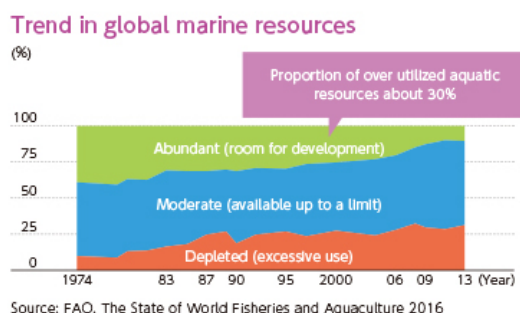 Trend in global marine resources
(%)
Proportion of over utilized aquatic
resources about 30%
100
Abundant (room for development)
75
50
Moderate (available up to a limit)
25
Depleted (excessive use)
0
1974 83 87 90 95 2000 06 09 13 (Year)
Source: FAO, The State of World Fisheries and Aquaculture 2016